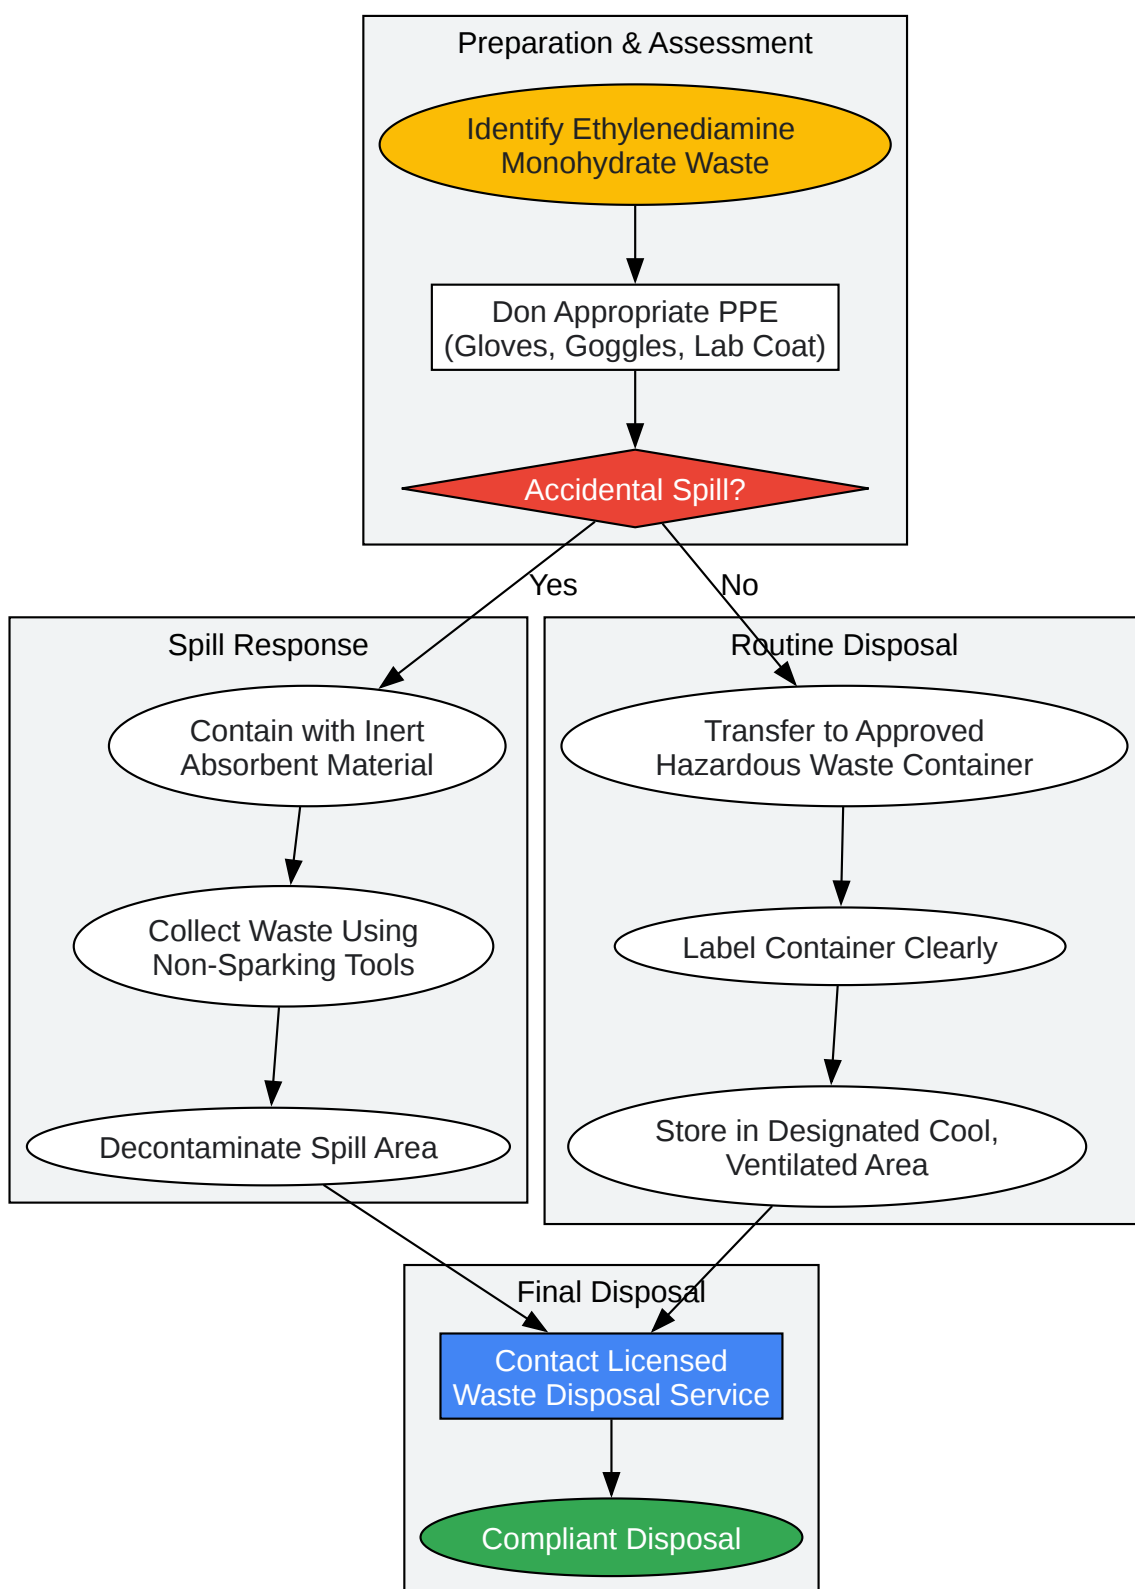 Preparation & Assessment
Identify Ethylenediamine
Monohydrate Waste
Don Appropriate PPE
(Gloves, Goggles, Lab Coat)
Accidental Spill?
Yes
No
Spill Response
Contain with Inert
Absorbent Material
Collect Waste Using
Non-Sparking Tools
Decontaminate Spill Area
Routine Disposal
Transfer to Approved
Hazardous Waste Container
Label Container Clearly
Store in Designated Cool,
Ventilated Area
Final Disposal
Contact Licensed
Waste Disposal Service
Compliant Disposal